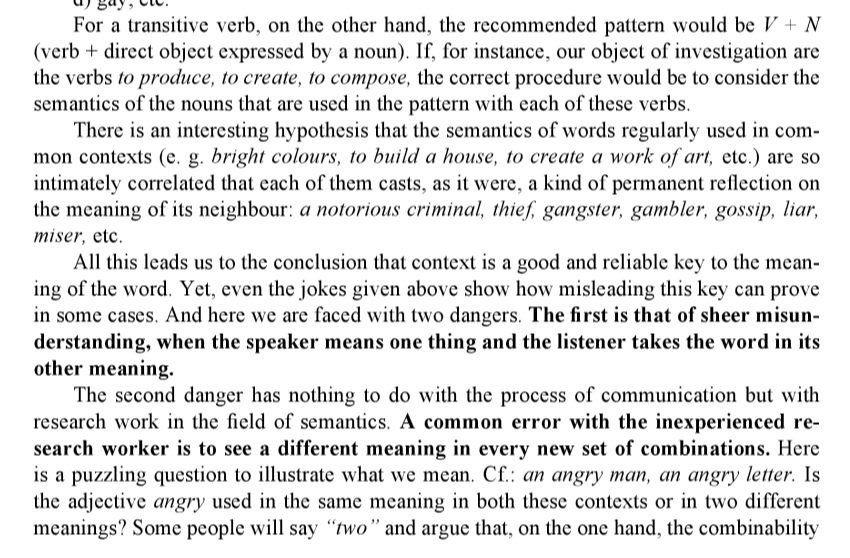 d) gay, etc.
For a transitive verb, on the other hand, the recommended pattern would be V + N
(verb + direct object expressed by a noun). If, for instance, our object of investigation are
the verbs to produce, to create, to compose, the correct procedure would be to consider the
semantics of the nouns that are used in the pattern with each of these verbs.
There is an interesting hypothesis that the semantics of words regularly used in com-
mon contexts (e. g. bright colours, to build a house, to create a work of art, etc.) are so
intimately correlated that each of them casts, as it were, a kind of permanent reflection on
the meaning of its neighbour: a notorious criminal, thief, gangster, gambler, gossip, liar,
miser, etc.
All this leads us to the conclusion that context is a good and reliable key to the mean-
ing of the word. Yet, even the jokes given above show how misleading this key can prove
in some cases. And here we are faced with two dangers. The first is that of sheer misun-
derstanding, when the speaker means one thing and the listener takes the word in its
other meaning.
The second danger has nothing to do with the process of communication but with
research work in the field of semantics. A common error with the inexperienced re-
search worker is to see a different meaning in every new set of combinations. Here
is a puzzling question to illustrate what we mean. Cf.: an angry man, an angry letter. Is
the adjective angry used in the same meaning in both these contexts or in two different
meanings? Some people will say “two” and argue that, on the one hand, the combinability